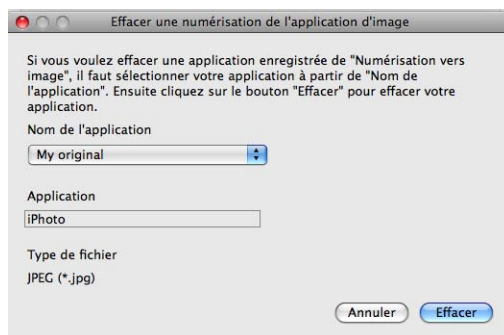 Effacer une numérisation de l'application d'image
Si vous voulez effacer une application enregistrée de "Numérisation vers
image", il faut sélectionner votre application à partir de "Nom de
l'application". Ensuite cliquez sur le bouton "Effacer" pour effacer votre
application.
Nom de l'application
My original
Application
iPhoto
Type de fichier
JPEG (*.jpg)
Annuler
Effacer